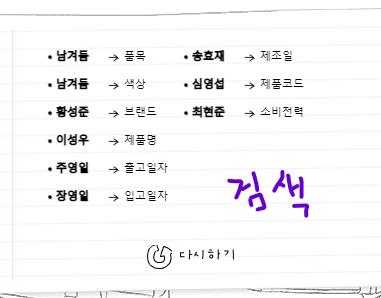 • 남겨둠 → 품목
• 남겨둠 → 색상
• 황성준 → 브랜드
• 이성우 → 제품명
• 주영일 → 출고일자
• 장영일 → 입고일자
• 송효재 → 제조일
• 심영섭 → 제품코드
• 최현준 → 소비전력
검색
다시하기